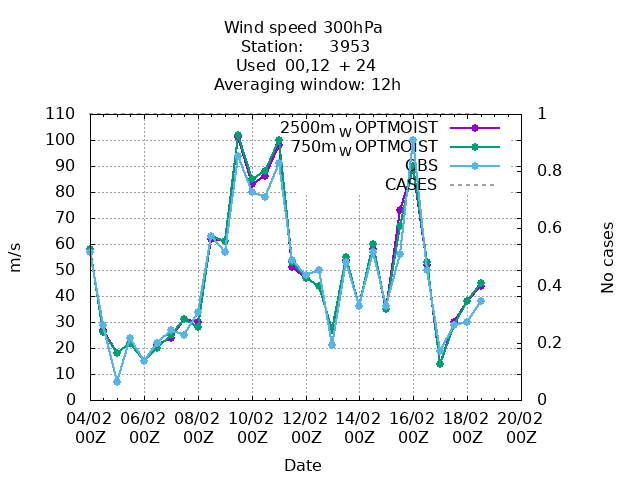 Wind speed 300hPa
Station: 3953
Used 00,12 + 24
Averaging window: 12h
110 1
2500m W OPTMOIST
100
750m W OPTMOIST
90 OBS
0.8
80 CASES
70
60 0.6
50
m/s
No cases
40 0.4
30
20 0.2
10
0 0
04/02 06/02 08/02 10/02 12/02 14/02 16/02 18/02 20/02
00Z 00Z 00Z 00Z 00Z 00Z 00Z 00Z 00Z
Date